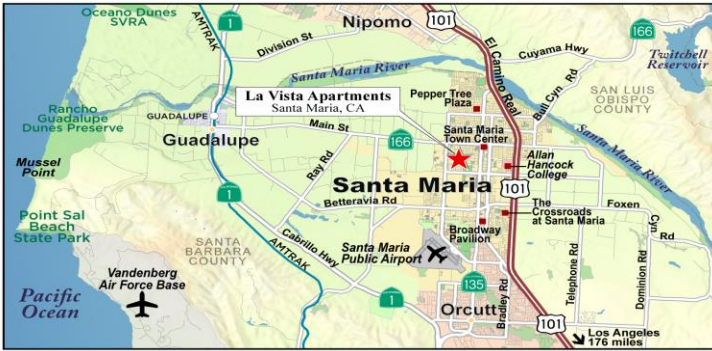 Oceano Dunes
SVRA
AMTRAK
1
Nipomo
101
Division St
El Camino Real
Cuyama Hwy
166
Twitchell
Reservoir
Santa Maria River
Bull Cyn Rd
SAN LUIS
OBISPO
COUNTY
La Vista Apartments
Santa Maria, CA
Pepper Tree
Plaza
Rancho
Guadalupe
Dunes Preserve
GUADALUPE
Guadalupe
Main St
166
Santa Maria
Town Center
Santa Maria River
Mussel
Point
Ray Rd
Allan
Hancock
College
Santa Maria
101
1
Betteravia Rd
The
Crossroads
at Santa Maria
Foxen
Cyn
Rd
Point Sal
Beach
State Park
SANTA
BARBARA
COUNTY
AMTRAK
Cabrillo Hwy
Santa Maria
Public Airport
Broadway
Pavilion
Vandenberg
Air Force Base
Telephone Rd
Dominion Rd
Pacific
Ocean
1
135
Orcutt
Bradley Rd
101
Los Angeles
176 miles